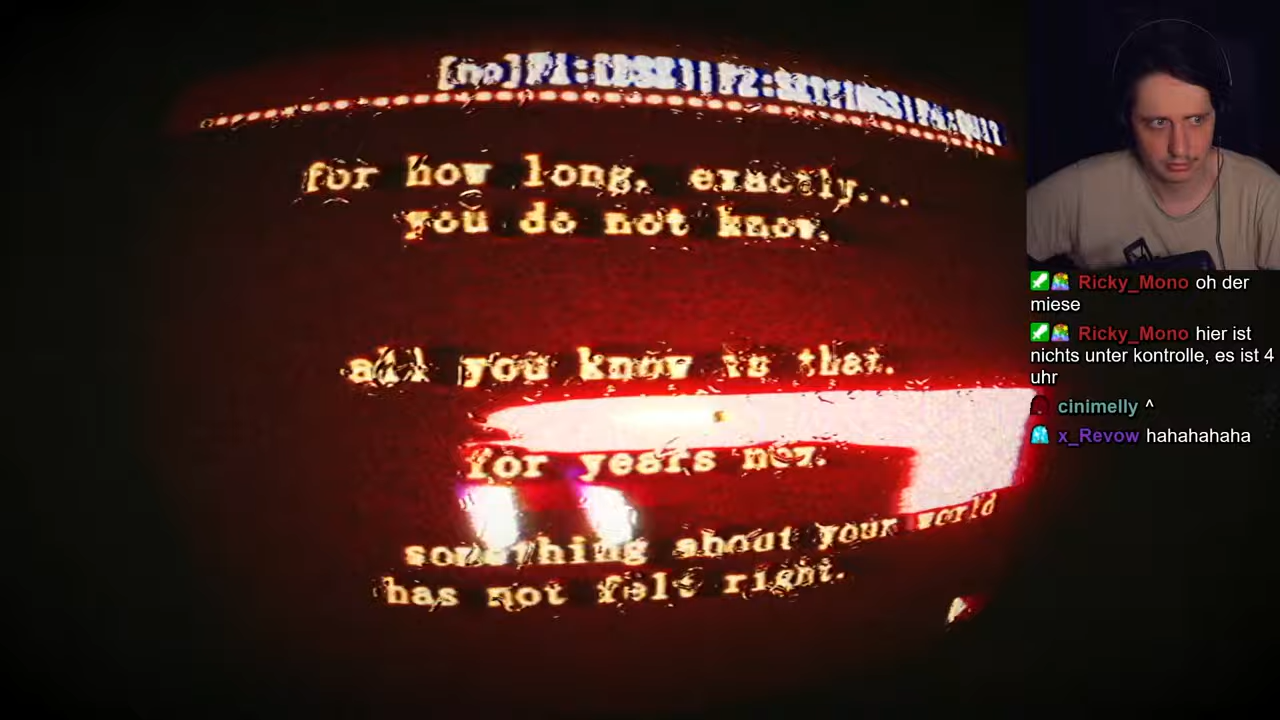 for how long, exactly...
you do not know.
all you know is that.
for years now.
something about your world
has not felt right.
Ricky_Mono oh der
miese
Ricky_Mono hier ist
nichts unter kontrolle, es ist 4
uhr
cinimelly ^
x_Revow hahahahaha